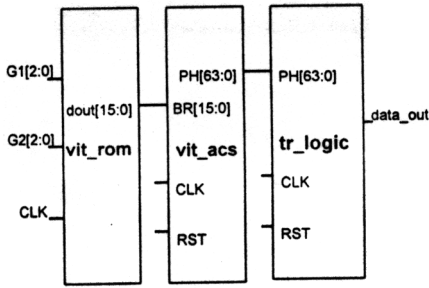 G1[2:0]
G2[2:0]
CLK
dout[15:0]
vit_rom
PH[63:0]
BR[15:0]
vit_acs
CLK
RST
PH[63:0]
tr_logic
CLK
RST
data_out